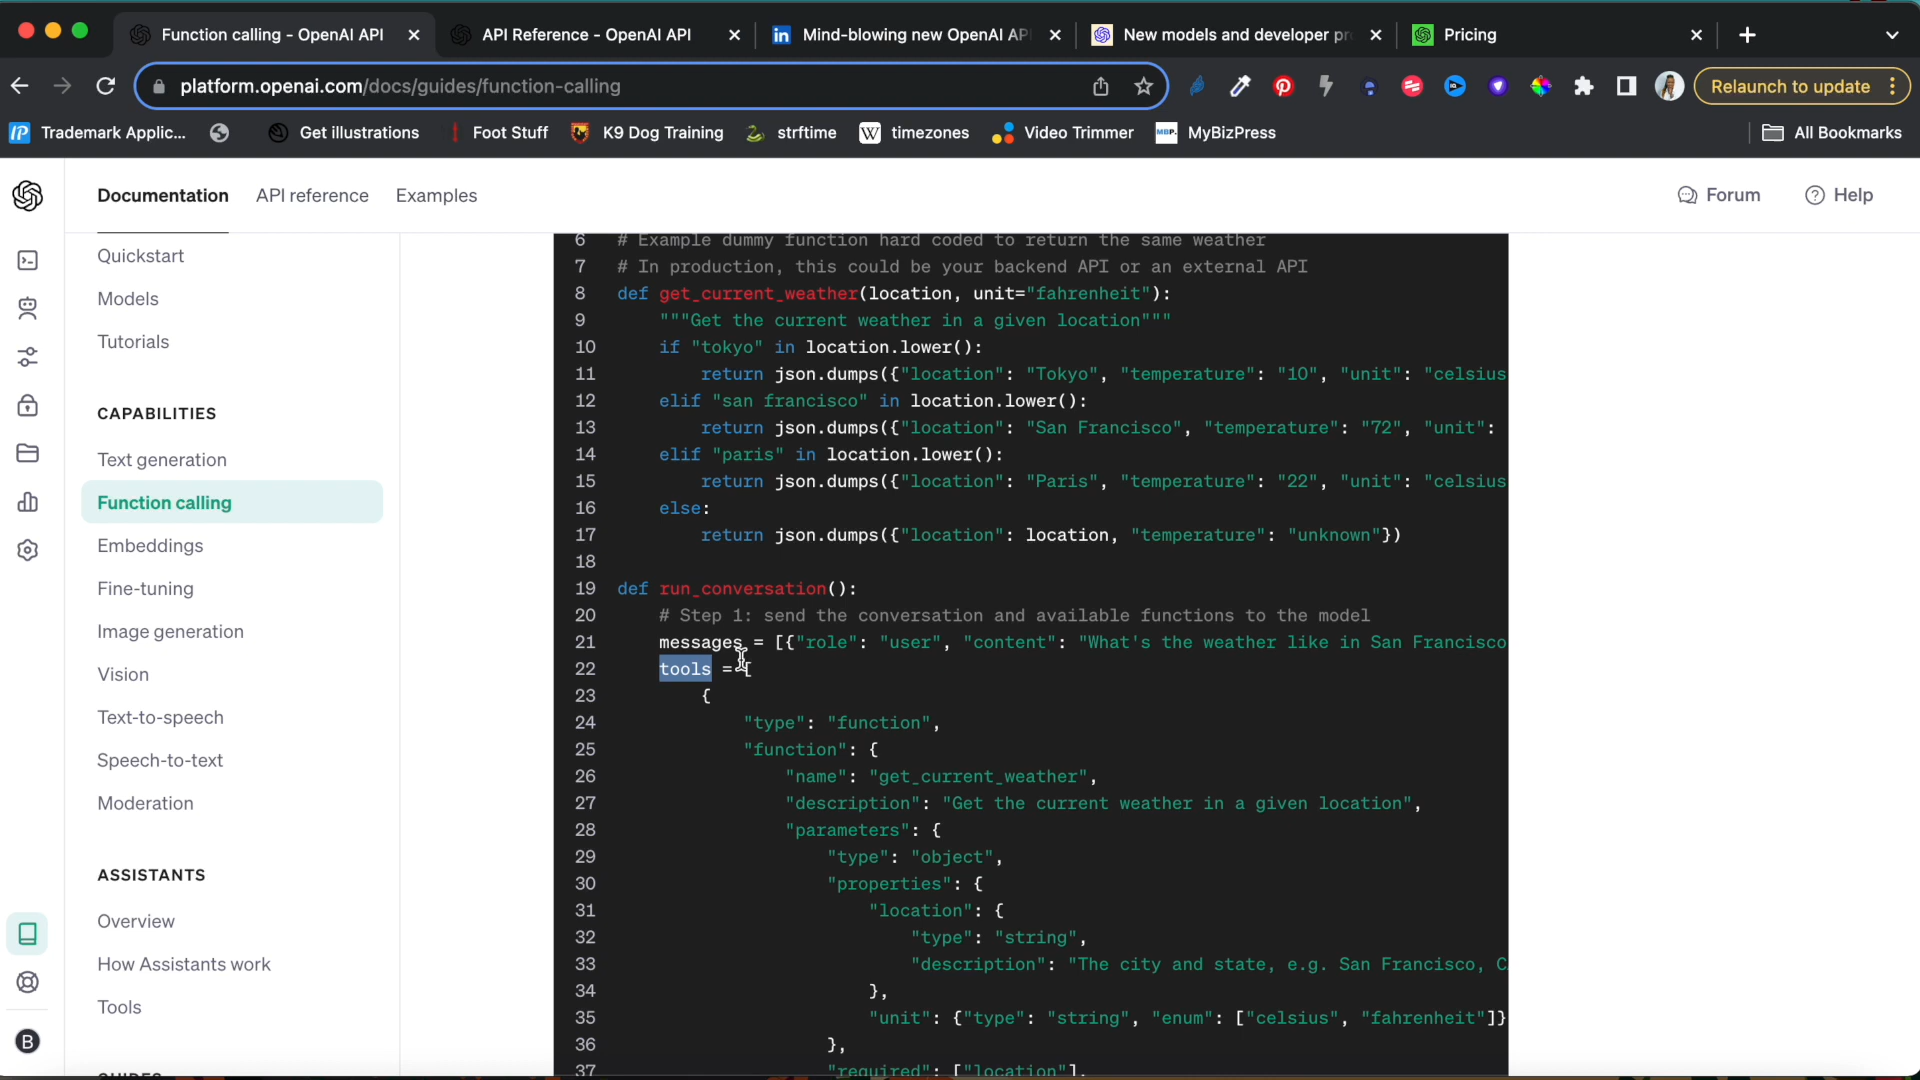 Function calling - OpenAI API
API Reference - OpenAI API
Mind-blowing new OpenAI AP
New models and developer pr
Pricing
platform.openai.com/docs/guides/function-calling
Relaunch to update
Trademark Applic...
Get illustrations
Foot Stuff
K9 Dog Training
strftime
W timezones
Video Trimmer
MBP. MyBizPress
All Bookmarks
Documentation
API reference
Examples
Forum
Help
Quickstart
Models
Tutorials
CAPABILITIES
Text generation
Function calling
Embeddings
Fine-tuning
Image generation
Vision
Text-to-speech
Speech-to-text
Moderation
ASSISTANTS
Overview
How Assistants work
Tools
B
6 # Example dummy function hard coded to return the same weather
7 # In production, this could be your backend API or an external API
8 def get_current_weather(location, unit="fahrenheit"):
9 """Get the current weather in a given location"""
10 if "tokyo" in location.lower():
11 return json.dumps({"location": "Tokyo", "temperature": "10", "unit": "celsius
12 elif "san francisco" in location.lower():
13 return json.dumps({"location": "San Francisco", "temperature": "72", "unit":
14 elif "paris" in location.lower():
15 return json.dumps({"location": "Paris", "temperature": "22", "unit": "celsius
16 else:
17 return json.dumps({"location": location, "temperature": "unknown"})
18
19 def run_conversation():
20 # Step 1: send the conversation and available functions to the model
21 messages = [{"role": "user", "content": "What's the weather like in San Francisco
22 tools = [
23 {
24 "type": "function",
25 "function": {
26 "name": "get_current_weather",
27 "description": "Get the current weather in a given location",
28 "parameters": {
29 "type": "object",
30 "properties": {
31 "location": {
32 "type": "string",
33 "description": "The city and state, e.g. San Francisco, C
34 },
35 "unit": {"type": "string", "enum": ["celsius", "fahrenheit"]}
36 },
37 "required": ["location"],